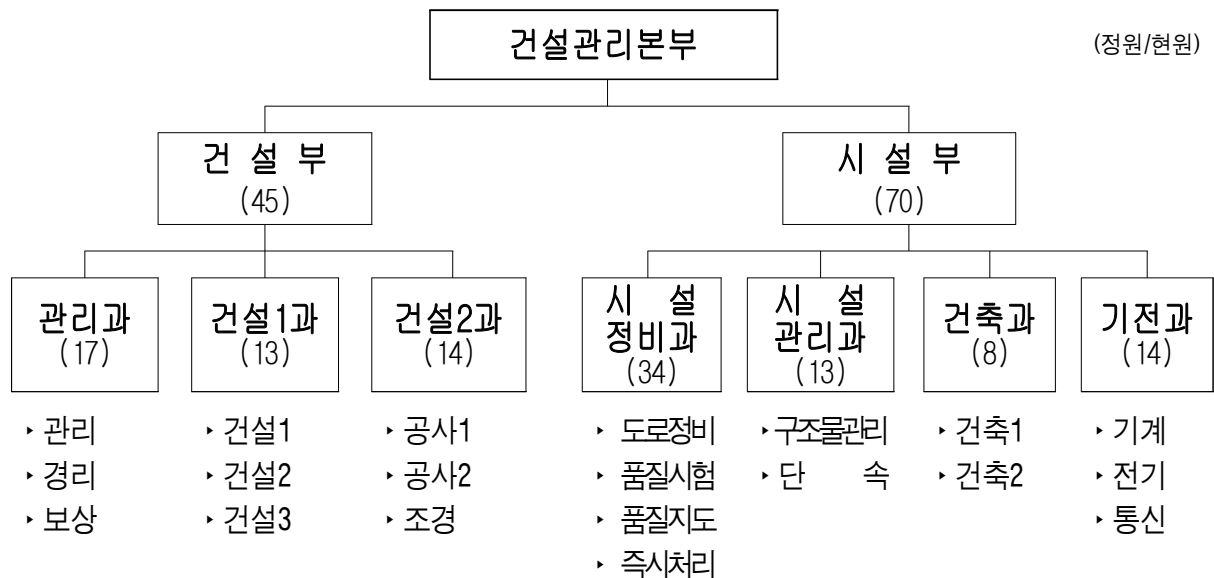 건설관리본부
(정원/현원)
건 설 부
(45)
시 설 부
(70)
관리과
(17)
건설1과
(13)
건설2과
(14)
시 설
정비과
(34)
시 설
관리과
(13)
건축과
(8)
기전과
(14)
‣ 관리
‣ 경리
‣ 보상
‣ 건설1
‣ 건설2
‣ 건설3
‣ 공사1
‣ 공사2
‣ 조경
‣ 도로정비
‣ 품질시험
‣ 품질지도
‣ 즉시처리
‣ 구조물관리
‣ 단 속
‣ 건축1
‣ 건축2
‣ 기계
‣ 전기
‣ 통신